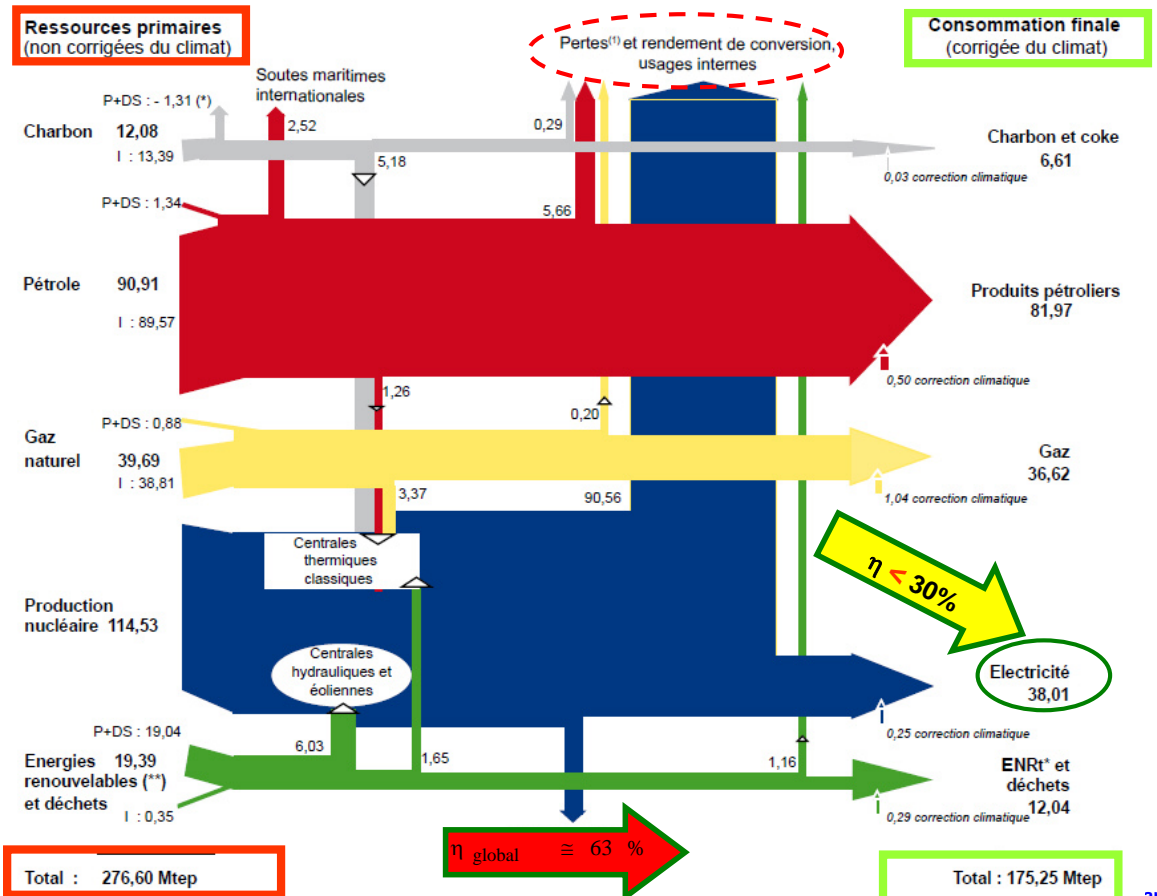 Ressources primaires
(non corrigées du climat)
Pertes(1) et rendement de conversion,
usages internes
Consommation finale
(corrigée du climat)
Soutes maritimes
internationales
P+DS : - 1,31 (*)
Charbon 12,08
I : 13,39
2,52
0,29
5,18
Charbon et coke
6,61
0,03 correction climatique
P+DS : 1,34
5,66
Pétrole 90,91
I : 89,57
Produits pétroliers
81,97
0,50 correction climatique
1,26
P+DS : 0,88
0,20
Gaz
naturel 39,69
I : 38,81
Gaz
36,62
3,37
90,56
1,04 correction climatique
Centrales
thermiques
classiques
η < 30%
Production
nucléaire 114,53
Centrales
hydrauliques et
éoliennes
Electricité
38,01
0,25 correction climatique
P+DS : 19,04
6,03
1,65
1,16
Energies 19,39
renouvelables (**)
et déchets
I : 0,35
ENRt* et
déchets
12,04
0,29 correction climatique
η global ≅ 63 %
Total : 276,60 Mtep
Total : 175,25 Mtep